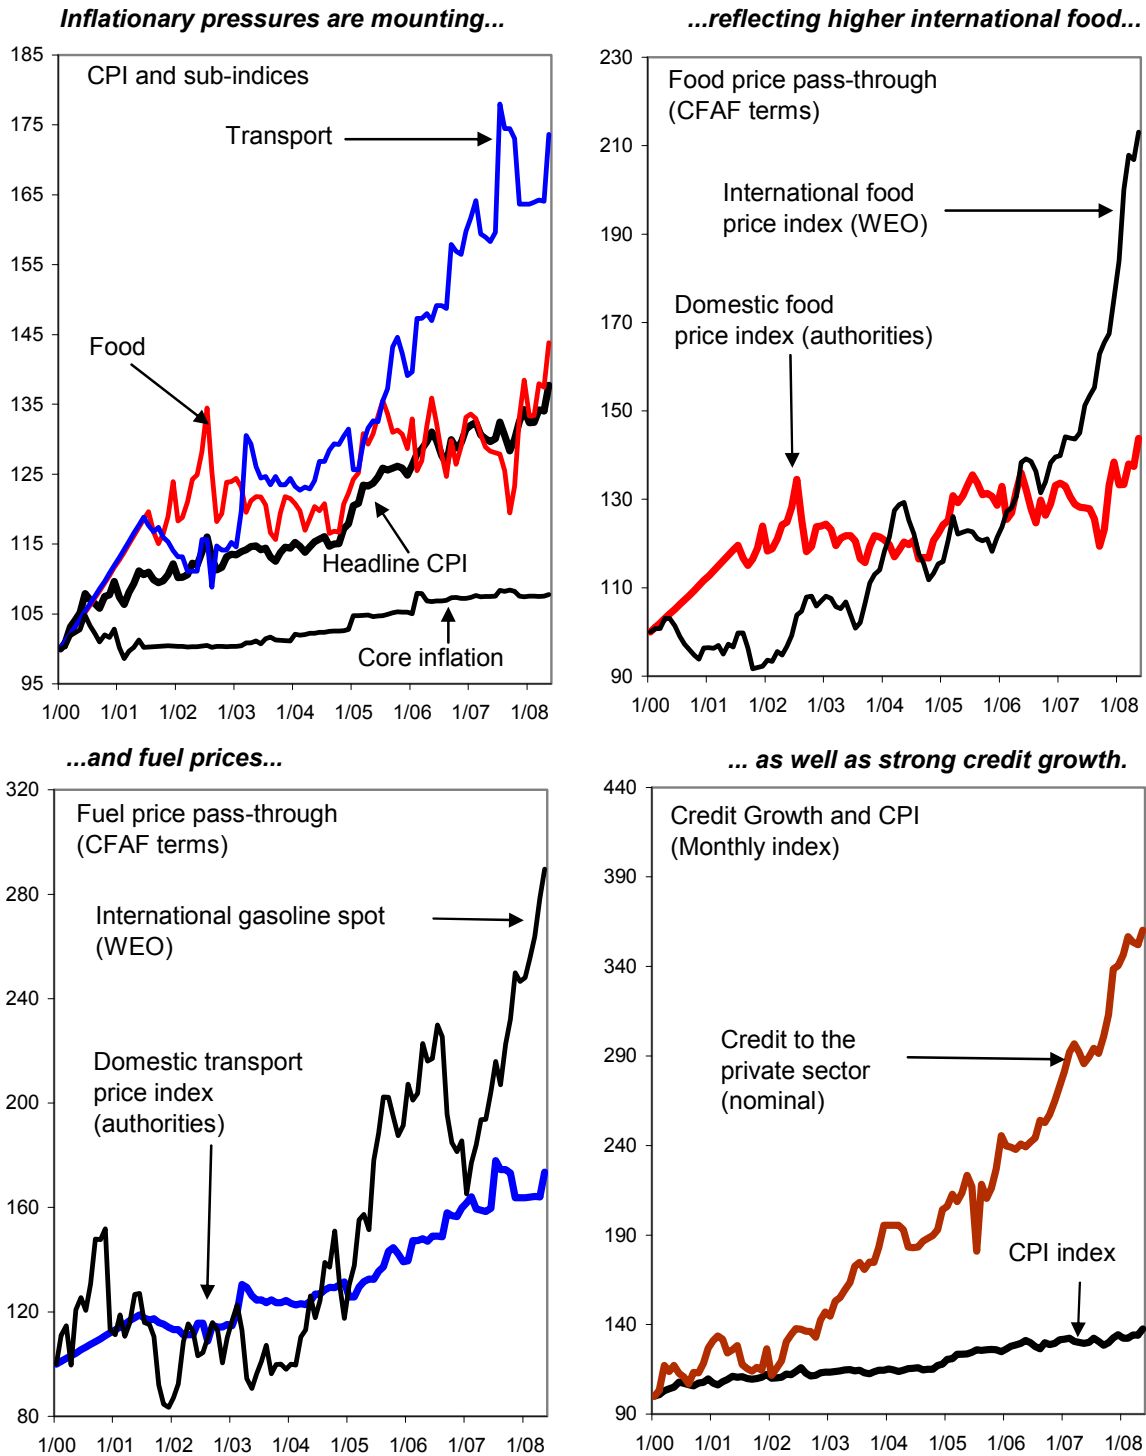 Inflationary pressures are mounting...
185
175
165
155
145
135
125
115
105
95
CPI and sub-indices
Transport
Food
Headline CPI
Core inflation
1/00 1/01 1/02 1/03 1/04 1/05 1/06 1/07 1/08
...reflecting higher international food...
230
210
190
170
150
130
110
90
Food price pass-through
(CFAF terms)
International food
price index (WEO)
Domestic food
price index (authorities)
1/00 1/01 1/02 1/03 1/04 1/05 1/06 1/07 1/08
...and fuel prices...
320
280
240
200
160
120
80
Fuel price pass-through
(CFAF terms)
International gasoline spot
(WEO)
Domestic transport
price index
(authorities)
1/00 1/01 1/02 1/03 1/04 1/05 1/06 1/07 1/08
... as well as strong credit growth.
440
390
340
290
240
190
140
90
Credit Growth and CPI
(Monthly index)
Credit to the
private sector
(nominal)
CPI index
1/00 1/01 1/02 1/03 1/04 1/05 1/06 1/07 1/08